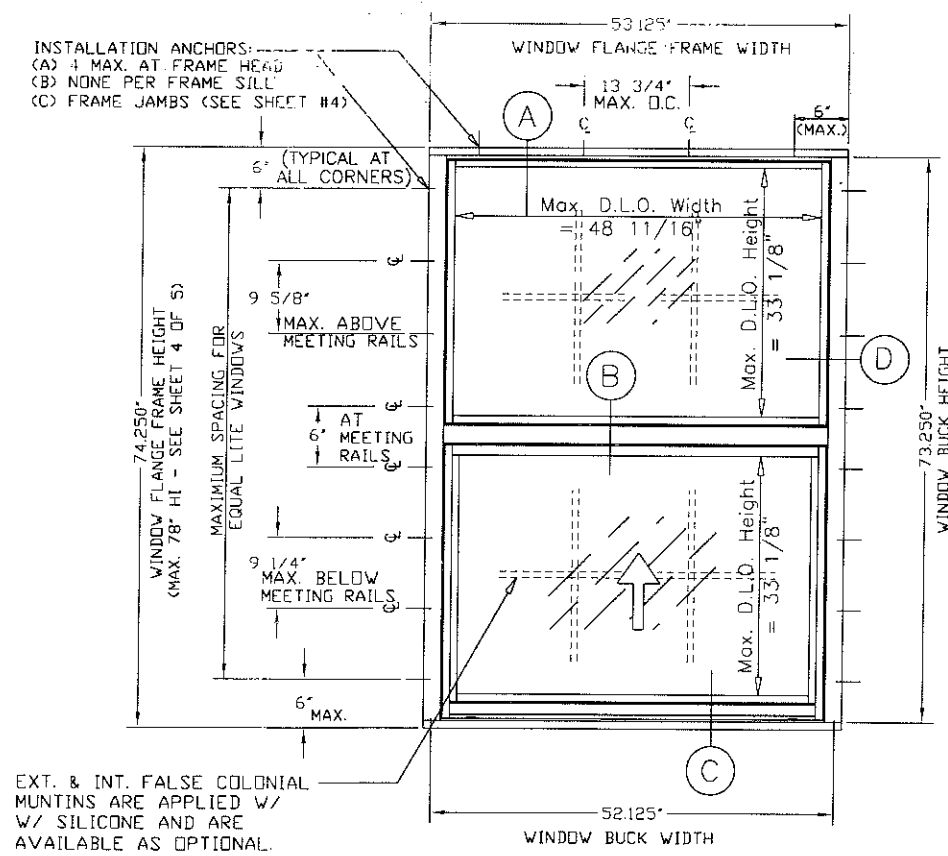 53.125"
WINDOW FLANGE FRAME WIDTH
INSTALLATION ANCHORS:
(A) 4 MAX. AT FRAME HEAD
(B) NONE PER FRAME SILL
(C) FRAME JAMBS (SEE SHEET #4)
13 3/4"
MAX. O.C.
6"
(MAX.)
A
6"
(TYPICAL AT
ALL CORNERS)
Max. D.L.O. Width
= 48 11/16"
Max. D.L.O. Height
= 33 1/8"
9 5/8"
MAX. ABOVE
MEETING RAILS
D
B
74.250"
WINDOW FLANGE FRAME HEIGHT
(MAX. 78" HI - SEE SHEET 4 OF 5)
MAXIMIUM SPACING FOR
EQUAL LITE WINDOWS
6"
AT
MEETING
RAILS
73.250"
WINDOW BUCK HEIGHT
9 1/4"
MAX. BELOW
MEETING RAILS
Max. D.L.O. Height
= 33 1/8"
6"
MAX.
C
EXT. & INT. FALSE COLONIAL
MUNTINS ARE APPLIED W/
W/ SILICONE AND ARE
AVAILABLE AS OPTIONAL.
52.125"
WINDOW BUCK WIDTH